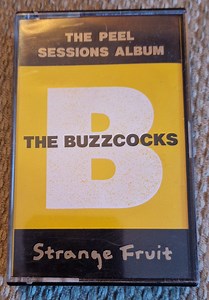 THE PEEL
SESSIONS ALBUM
B
THE BUZZCOCKS
Strange Fruit